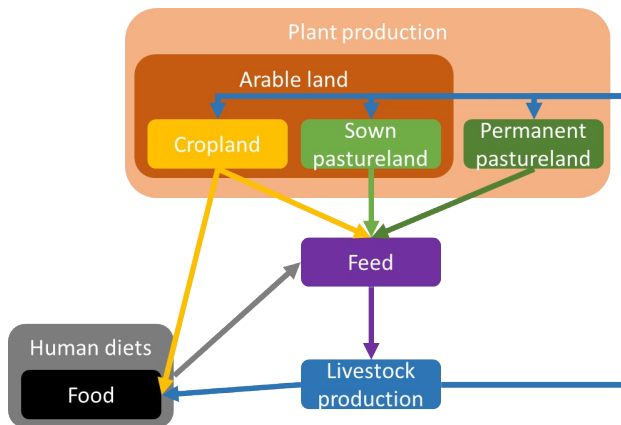 Plant production
Arable land
Cropland
Sown
pastureland
Permanent
pastureland
Feed
Human diets
Food
Livestock
production